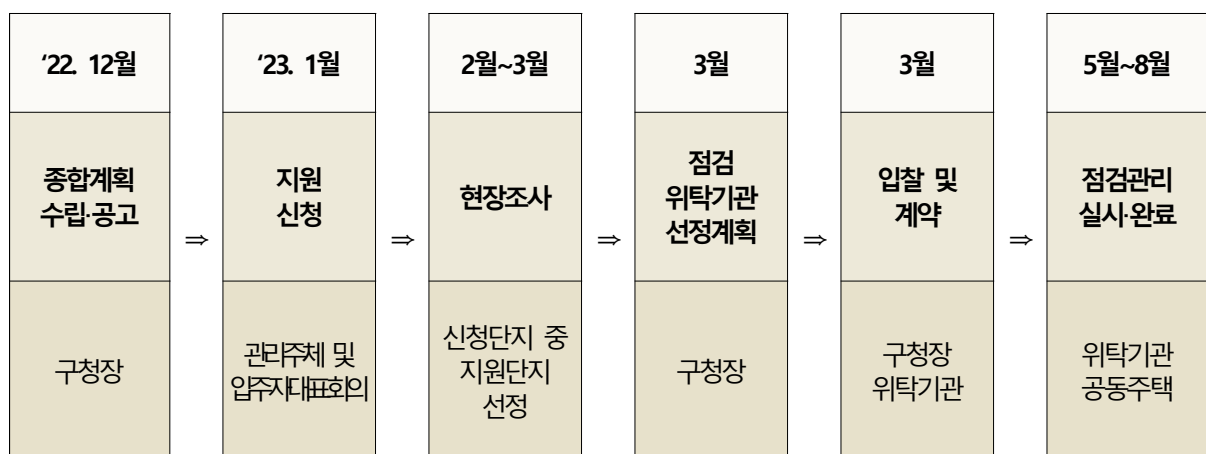 ‘22. 12월
종합계획
수립·공고
구청장
⇒
‘23. 1월
지원
신청
관리주체 및
입주자대표회의
⇒
2월~3월
현장조사
신청단지 중
지원단지
선정
⇒
3월
점검
위탁기관
선정계획
구청장
⇒
3월
입찰 및
계약
구청장
위탁기관
⇒
5월~8월
점검관리
실시·완료
위탁기관
공동주택